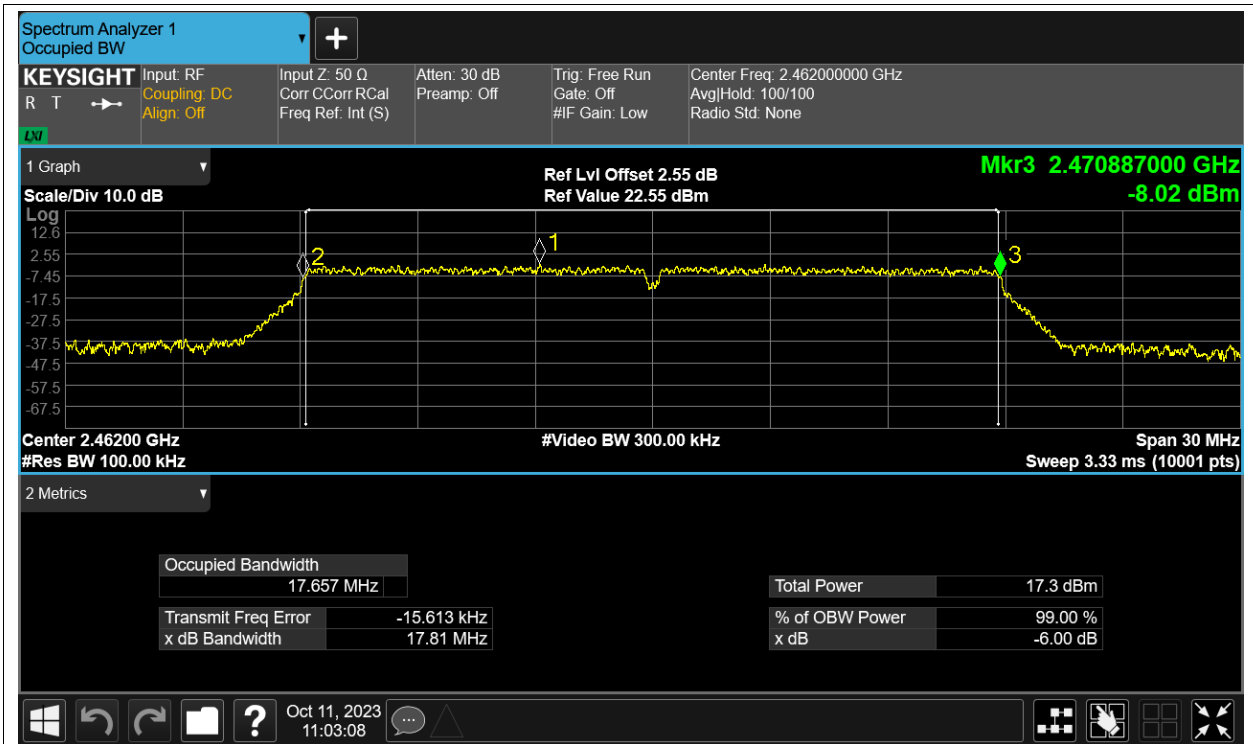 Spectrum Analyzer 1
Occupied BW
KEYSIGHT
R T
LXI
Input: RF
Coupling: DC
Align: Off
Input Z: 50 Ω
Corr CCorr RCal
Freq Ref: Int (S)
Atten: 30 dB
Preamp: Off
Trig: Free Run
Gate: Off
#IF Gain: Low
Center Freq: 2.462000000 GHz
Avg|Hold: 100/100
Radio Std: None
1 Graph
Scale/Div 10.0 dB
Ref Lvl Offset 2.55 dB
Ref Value 22.55 dBm
Mkr3 2.470887000 GHz
-8.02 dBm
Log
12.6
2.55
-7.45
-17.5
-27.5
-37.5
-47.5
-57.5
-67.5
2
1
3
Center 2.46200 GHz
#Video BW 300.00 kHz
Span 30 MHz
#Res BW 100.00 kHz
Sweep 3.33 ms (10001 pts)
2 Metrics
Occupied Bandwidth
17.657 MHz
Transmit Freq Error -15.613 kHz
x dB Bandwidth 17.81 MHz
Total Power 17.3 dBm
% of OBW Power 99.00 %
x dB -6.00 dB
?
Oct 11, 2023
11:03:08